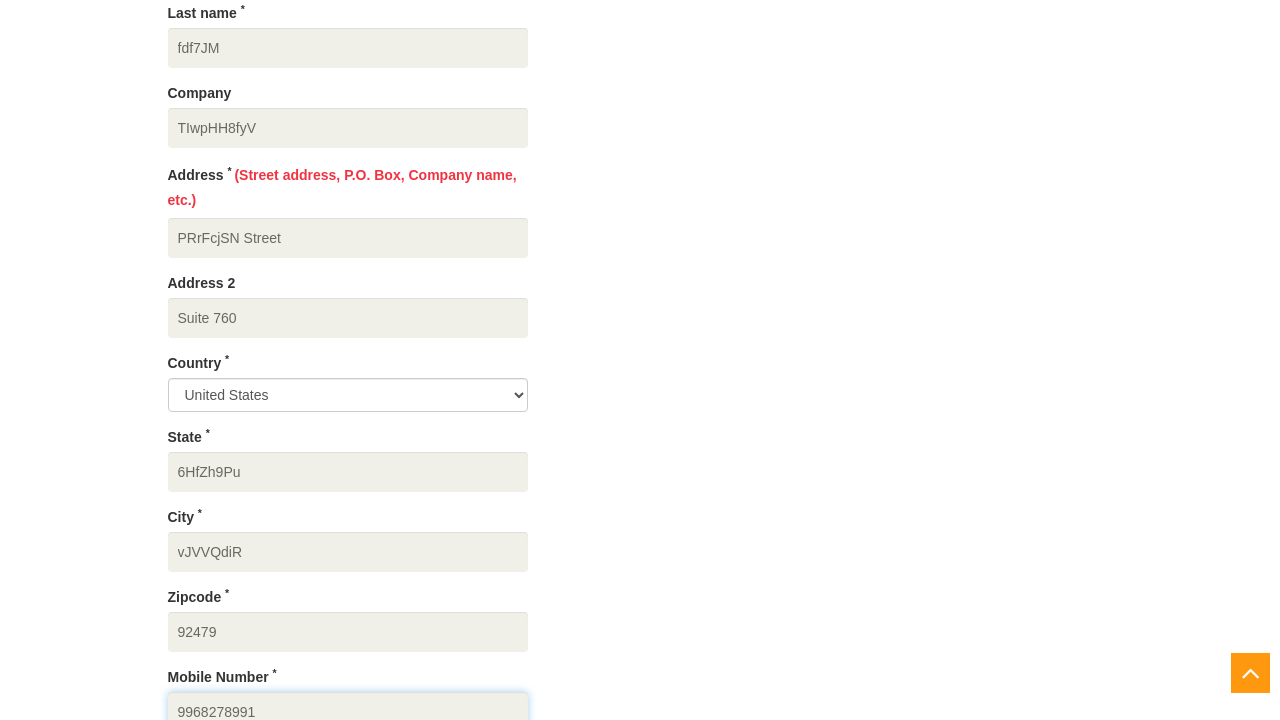 Last name *
fdf7JM
Company
TIwpHH8fyV
Address * (Street address, P.O. Box, Company name,
etc.)
PRrFcjSN Street
Address 2
Suite 760
Country *
United States
State *
6HfZh9Pu
City *
vJVVQdiR
Zipcode *
92479
Mobile Number *
9968278991